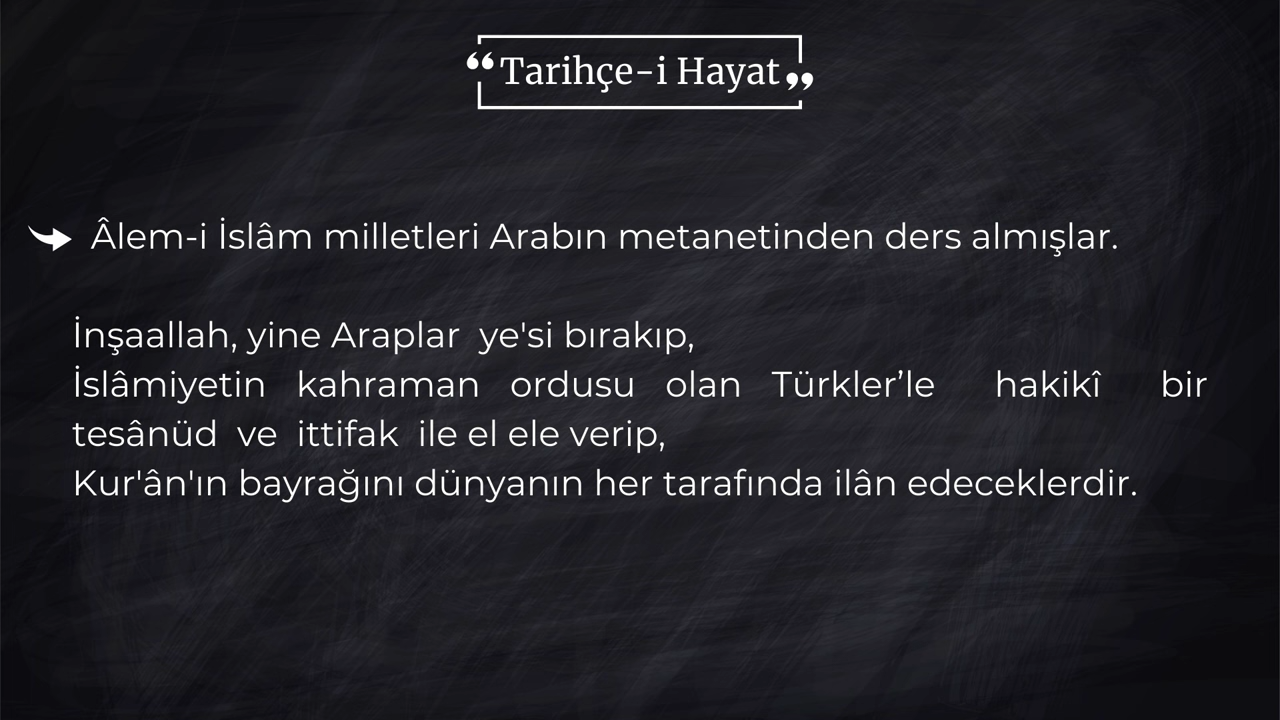 “Tarihçe-i Hayat”
Âlem-i İslâm milletleri Arabın metanetinden ders almışlar.
İnşaallah, yine Araplar ye'si bırakıp,
İslâmiyetin kahraman ordusu olan Türkler’le hakikî bir
tesânüd ve ittifak ile el ele verip,
Kur'ân'ın bayrağını dünyanın her tarafında ilân edeceklerdir.